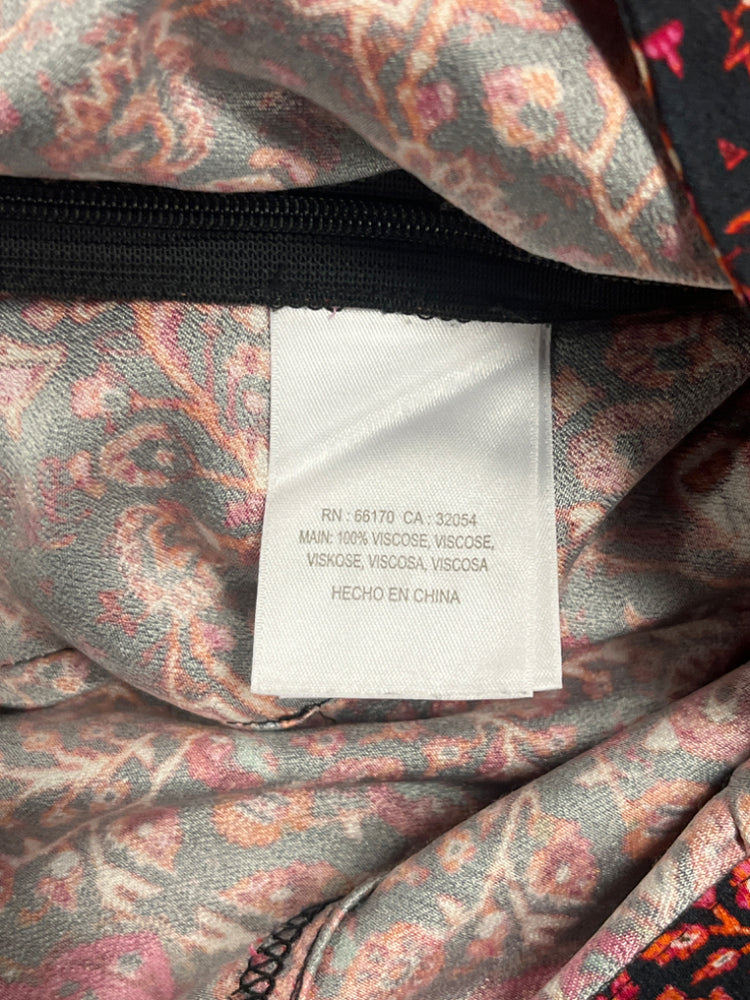 RN : 66170 CA : 32054
MAIN: 100% VISCOSE, VISCOSE,
VISKOSE, VISCOSA, VISCOSA
HECHO EN CHINA